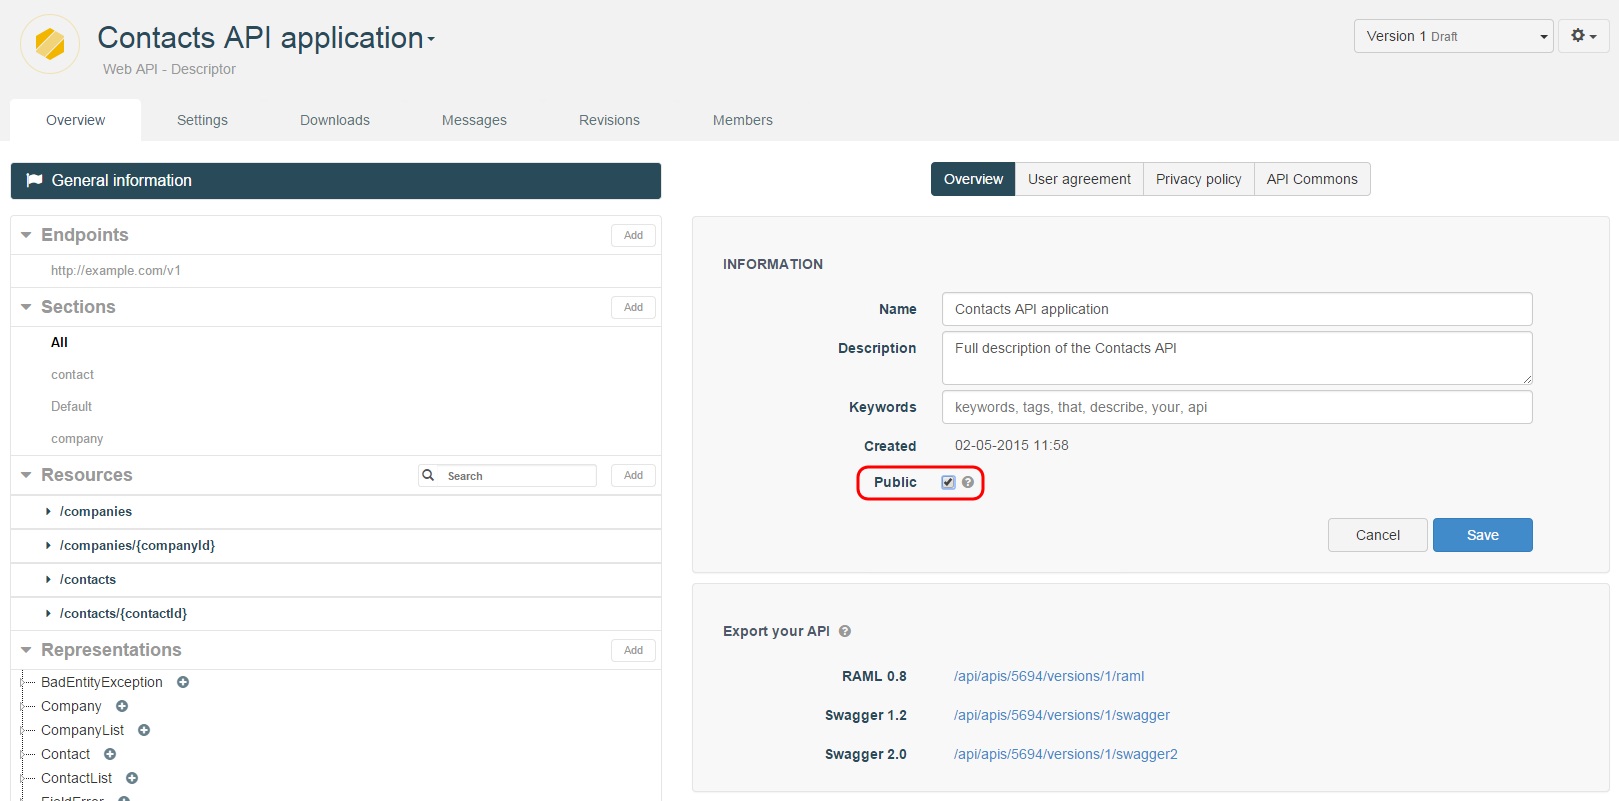 Contacts API application
Web API - Descriptor
Version 1 Draft
Overview Settings Downloads Messages Revisions Members
General information
Endpoints Add
http://example.com/v1
Sections Add
All
contact
Default
company
Resources Search Add
/companies
/companies/{companyId}
/contacts
/contacts/{contactId}
Representations Add
BadEntityException
Company
CompanyList
Contact
ContactList
FieldError
Overview User agreement Privacy policy API Commons
INFORMATION
Name Contacts API application
Description Full description of the Contacts API
Keywords keywords, tags, that, describe, your, api
Created 02-05-2015 11:58
Public
Cancel Save
Export your API
RAML 0.8 /api/apis/5694/versions/1/raml
Swagger 1.2 /api/apis/5694/versions/1/swagger
Swagger 2.0 /api/apis/5694/versions/1/swagger2